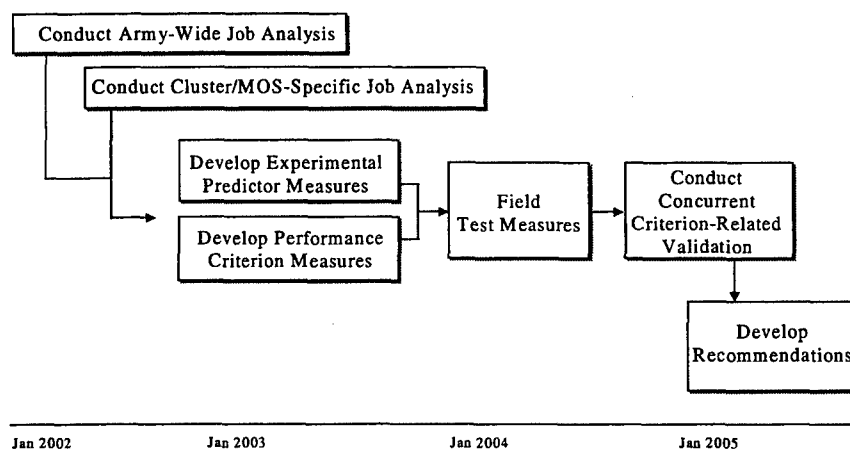 Conduct Army-Wide Job Analysis
Conduct Cluster/MOS-Specific Job Analysis
Develop Experimental
Predictor Measures
Develop Performance
Criterion Measures
Field
Test Measures
Conduct
Concurrent
Criterion-Related
Validation
Develop
Recommendations
Jan 2002
Jan 2003
Jan 2004
Jan 2005